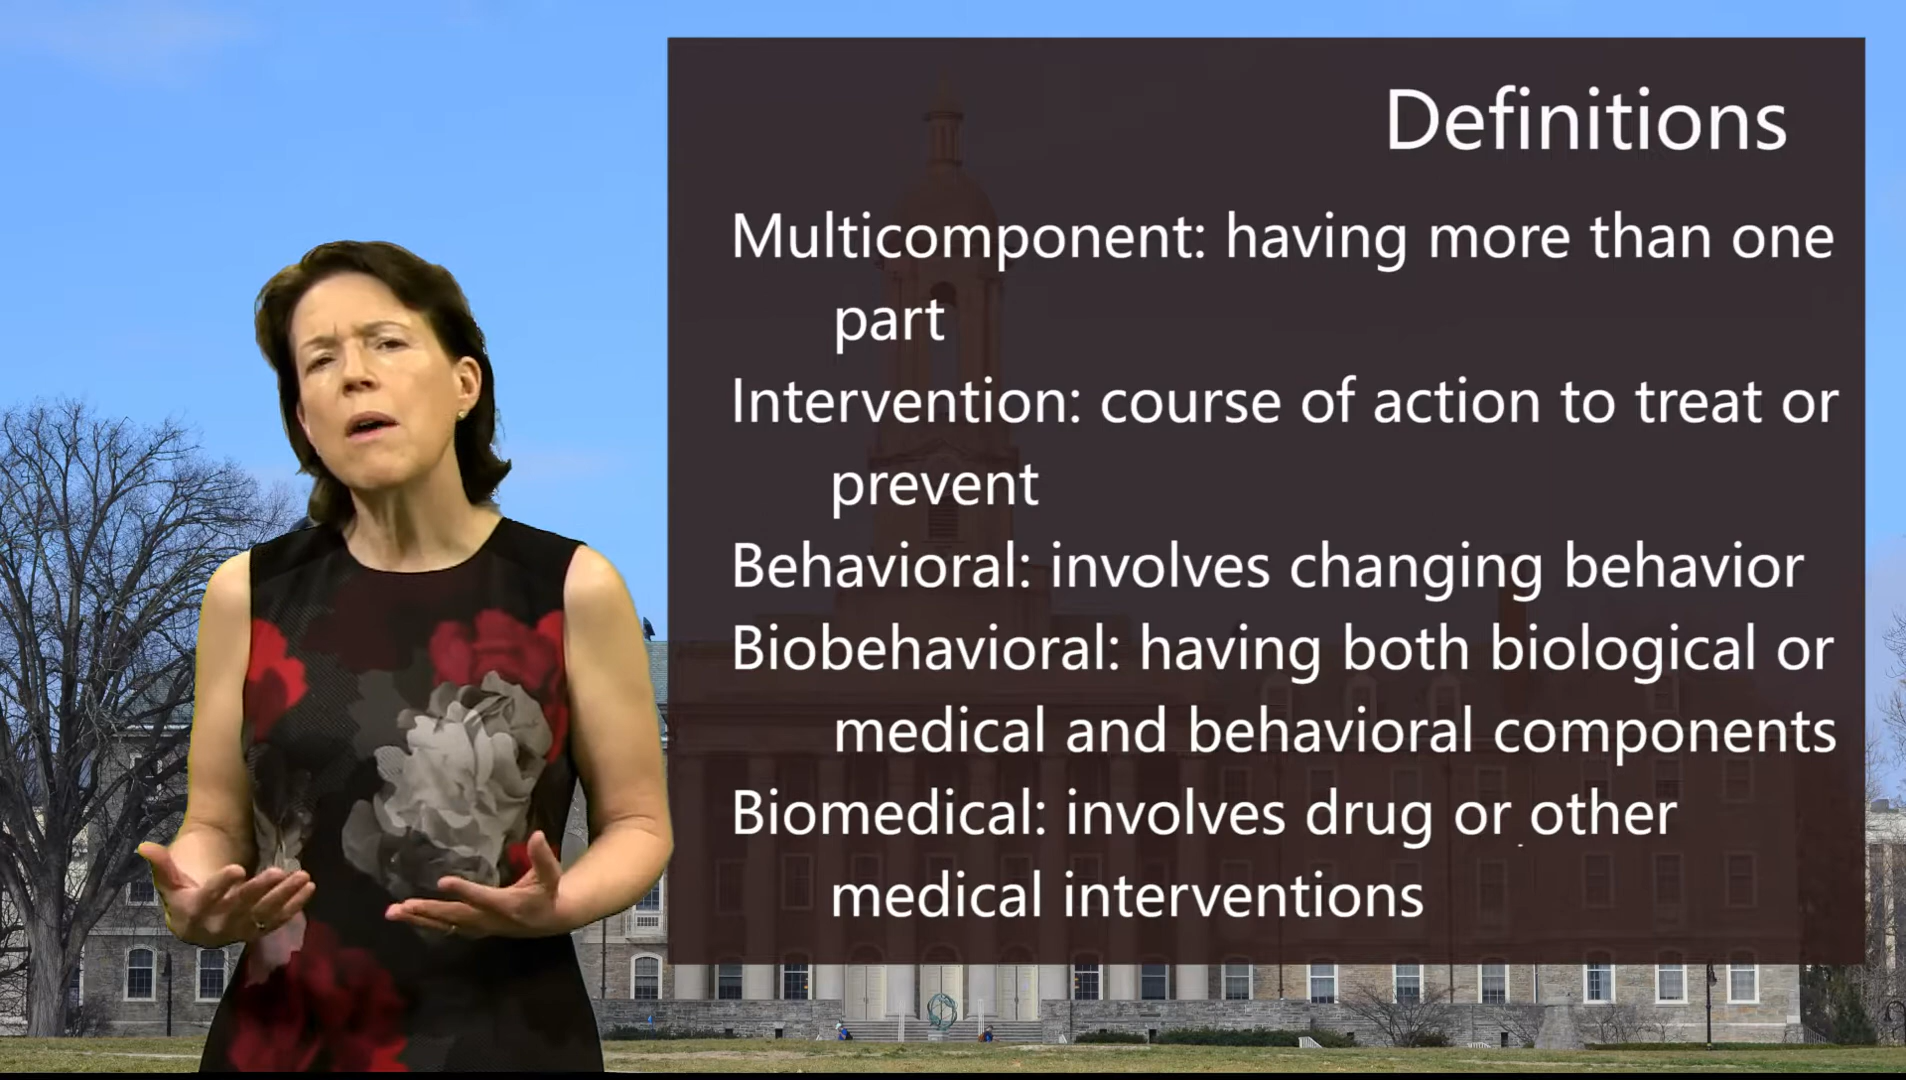 Definitions
Multicomponent: having more than one
part
Intervention: course of action to treat or
prevent
Behavioral: involves changing behavior
Biobehavioral: having both biological or
medical and behavioral components
Biomedical: involves drug or other
medical interventions